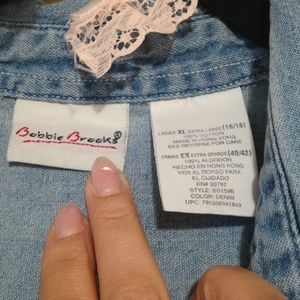 Bobbie Brooks®
LADIES XL EXTRA LARGE (16/18)
100% COTTON
MADE IN HONG KONG
SEE REVERSE FOR CARE
DAMAS EX EXTRA GRANDE (40/42)
100% ALGODON
HECHO EN HONG KONG
VER AL DORSO PARA
EL CUIDADO
RN# 90797
STYLE: DD159E
COLOR: DENIM
UPC: